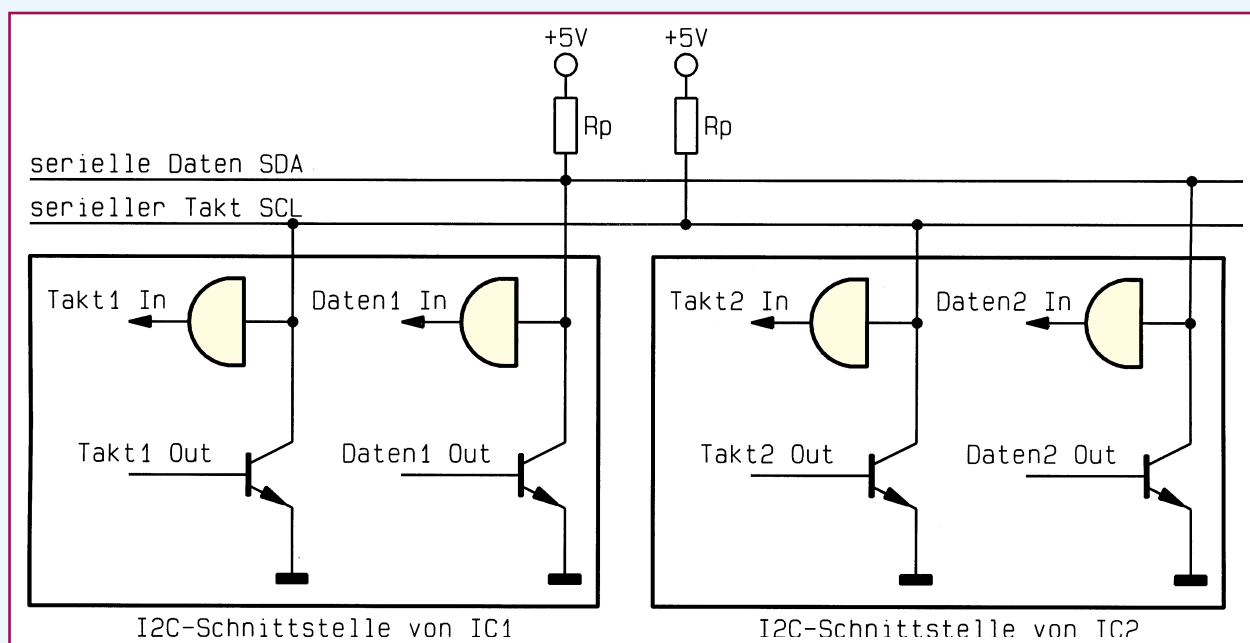 +5V +5V
Rp Rp
serielle Daten SDA
serieller Takt SCL
Takt1 In Daten1 In Takt2 In Daten2 In
Takt1 Out Daten1 Out Takt2 Out Daten2 Out
I2C-Schnittstelle von IC1 I2C-Schnittstelle von IC2